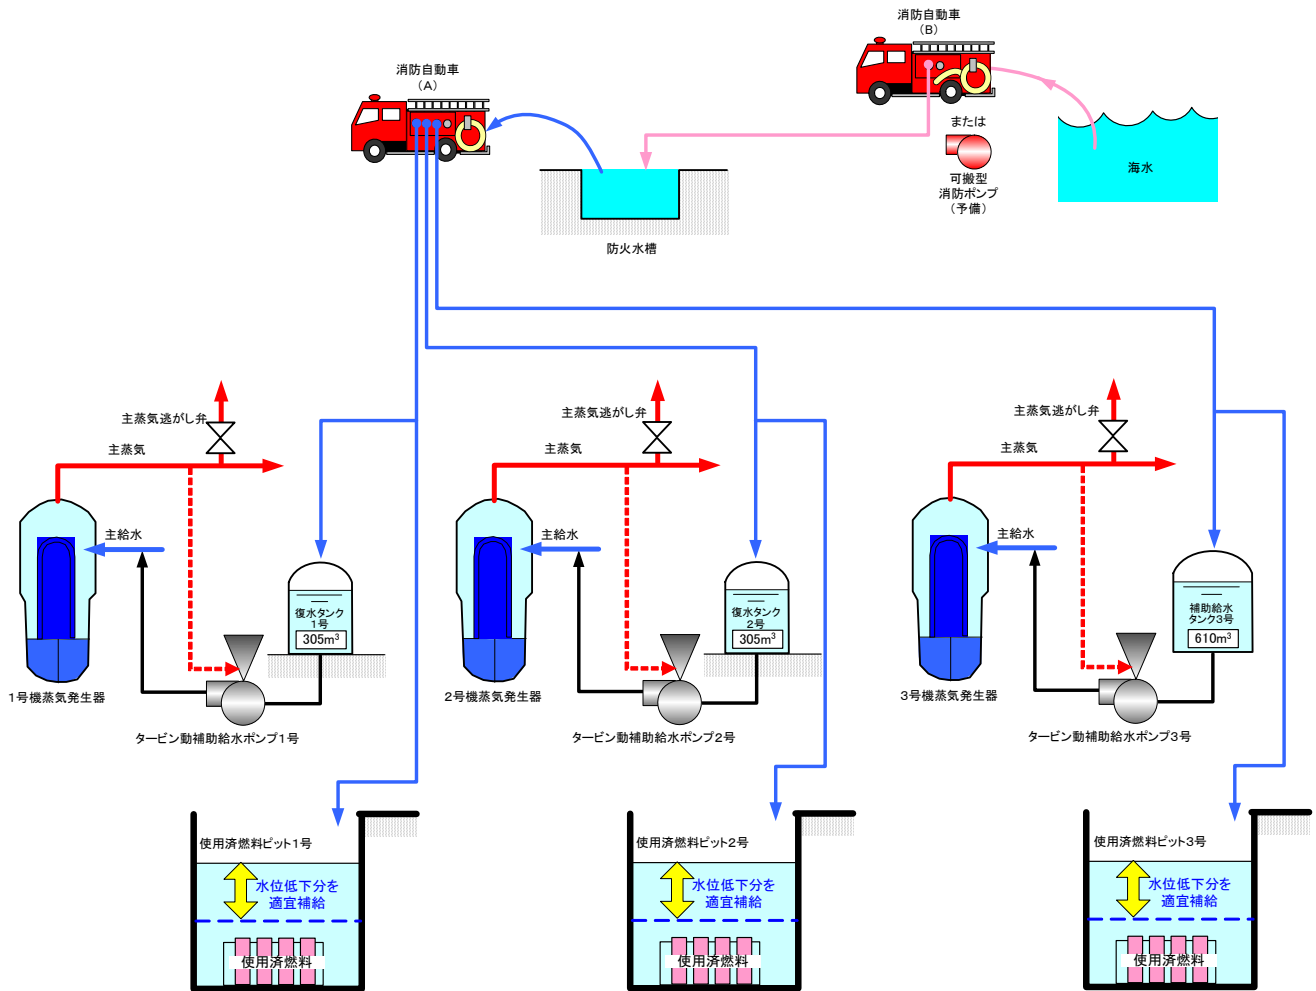 消防自動車
（B）
消防自動車
（A）
または
可搬型
消防ポンプ
（予備）
海水
防火水槽
主蒸気逃がし弁
主蒸気
主給水
復水タンク
1号
305m³
1号機蒸気発生器
タービン動補助給水ポンプ1号
主蒸気逃がし弁
主蒸気
主給水
復水タンク
2号
305m³
2号機蒸気発生器
タービン動補助給水ポンプ2号
主蒸気逃がし弁
主蒸気
主給水
補助給水
タンク3号
610m³
3号機蒸気発生器
タービン動補助給水ポンプ3号
使用済燃料ピット1号
水位低下分を
適宜補給
使用済燃料
使用済燃料ピット2号
水位低下分を
適宜補給
使用済燃料
使用済燃料ピット3号
水位低下分を
適宜補給
使用済燃料